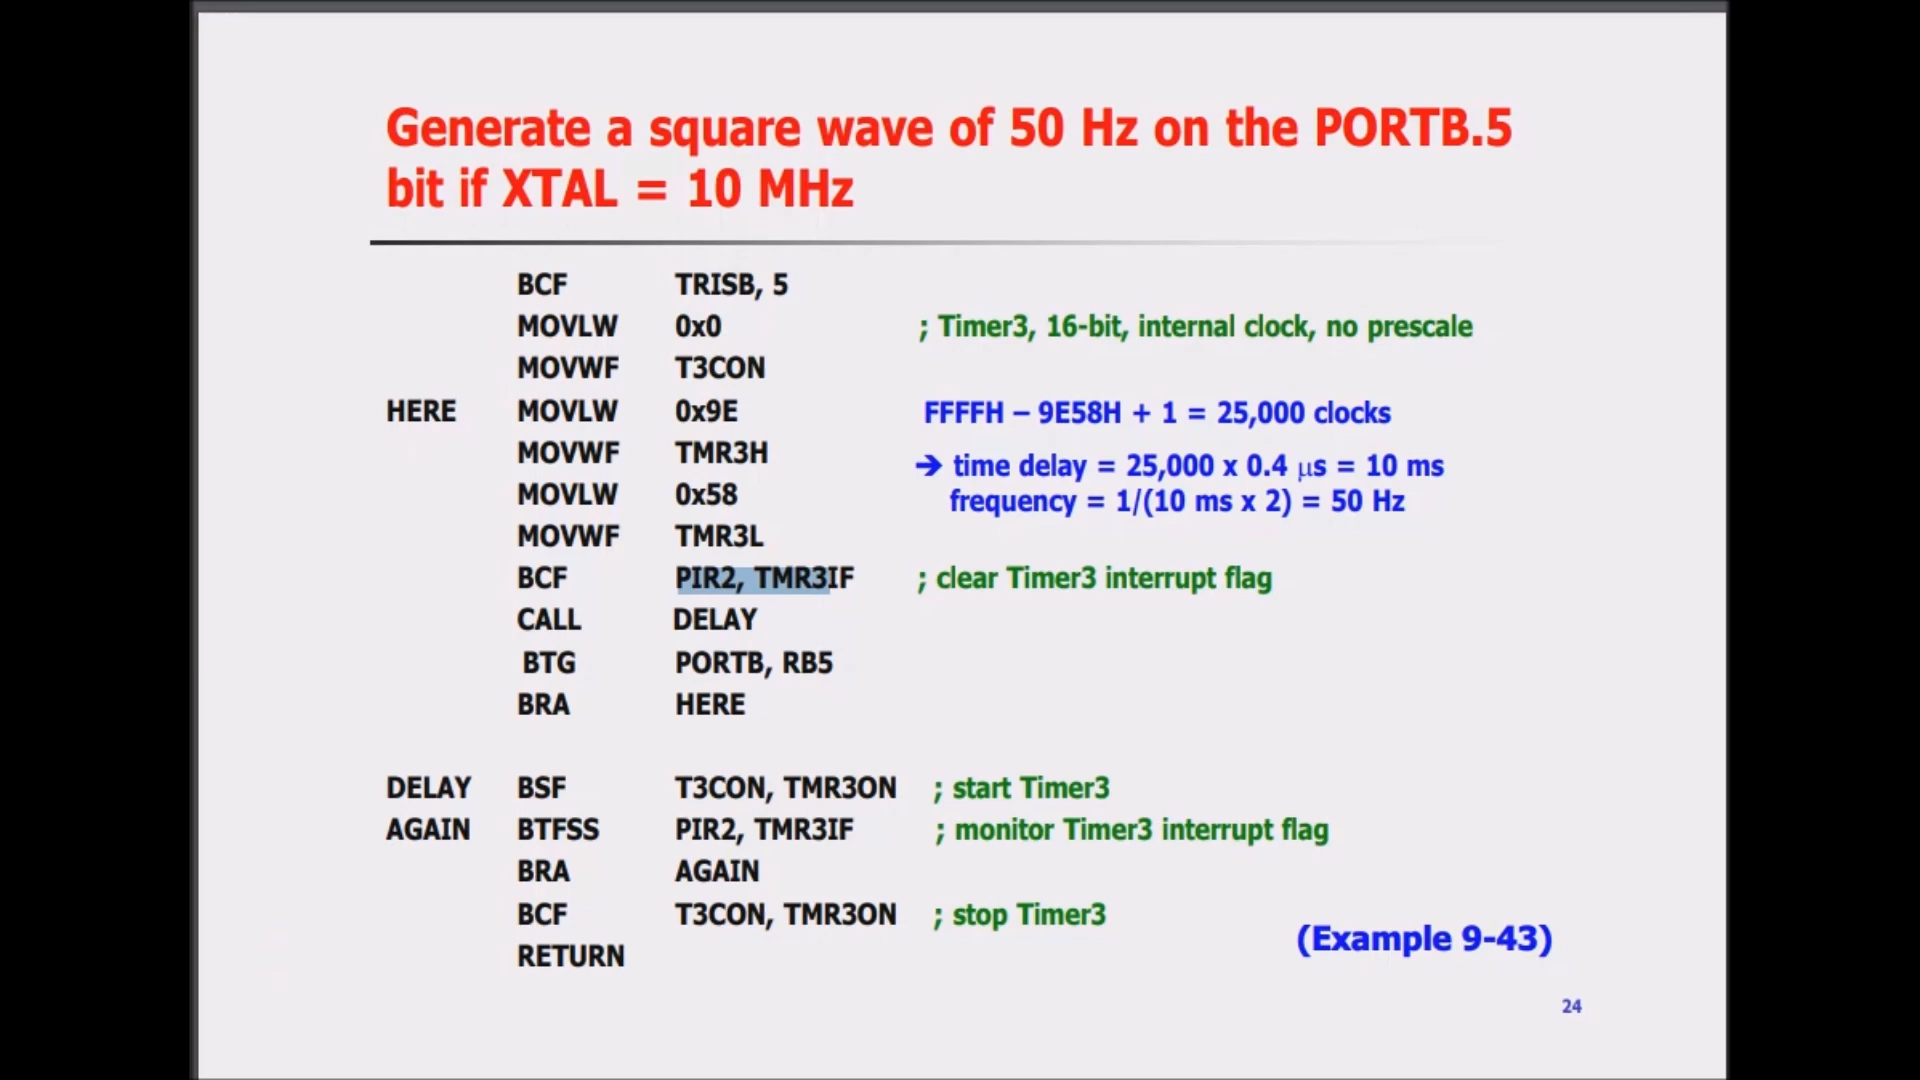 Generate a square wave of 50 Hz on the PORTB.5
bit if XTAL = 10 MHz
BCF TRISB, 5
MOVLW 0x0 ; Timer3, 16-bit, internal clock, no prescale
MOVWF T3CON
HERE MOVLW 0x9E FFFFH – 9E58H + 1 = 25,000 clocks
MOVWF TMR3H ➔ time delay = 25,000 x 0.4 μs = 10 ms
MOVLW 0x58 frequency = 1/(10 ms x 2) = 50 Hz
MOVWF TMR3L
BCF PIR2, TMR3IF ; clear Timer3 interrupt flag
CALL DELAY
BTG PORTB, RB5
BRA HERE
DELAY BSF T3CON, TMR3ON ; start Timer3
AGAIN BTFSS PIR2, TMR3IF ; monitor Timer3 interrupt flag
BRA AGAIN
BCF T3CON, TMR3ON ; stop Timer3
RETURN
(Example 9-43)
24